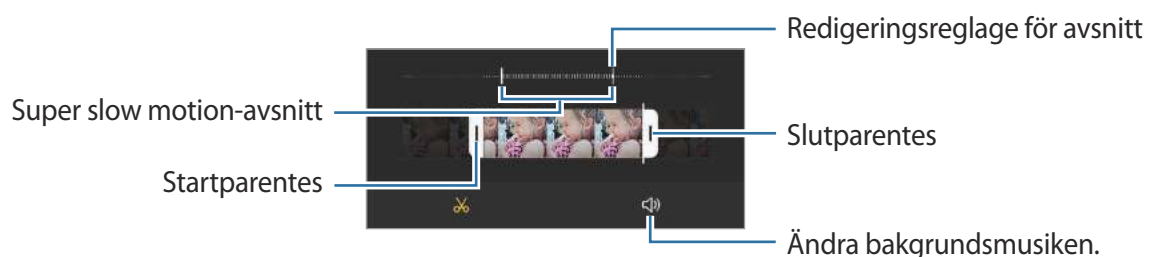 Redigeringsreglage för avsnitt
Super slow motion-avsnitt
Slutparentes
Startparentes
Ändra bakgrundsmusiken.